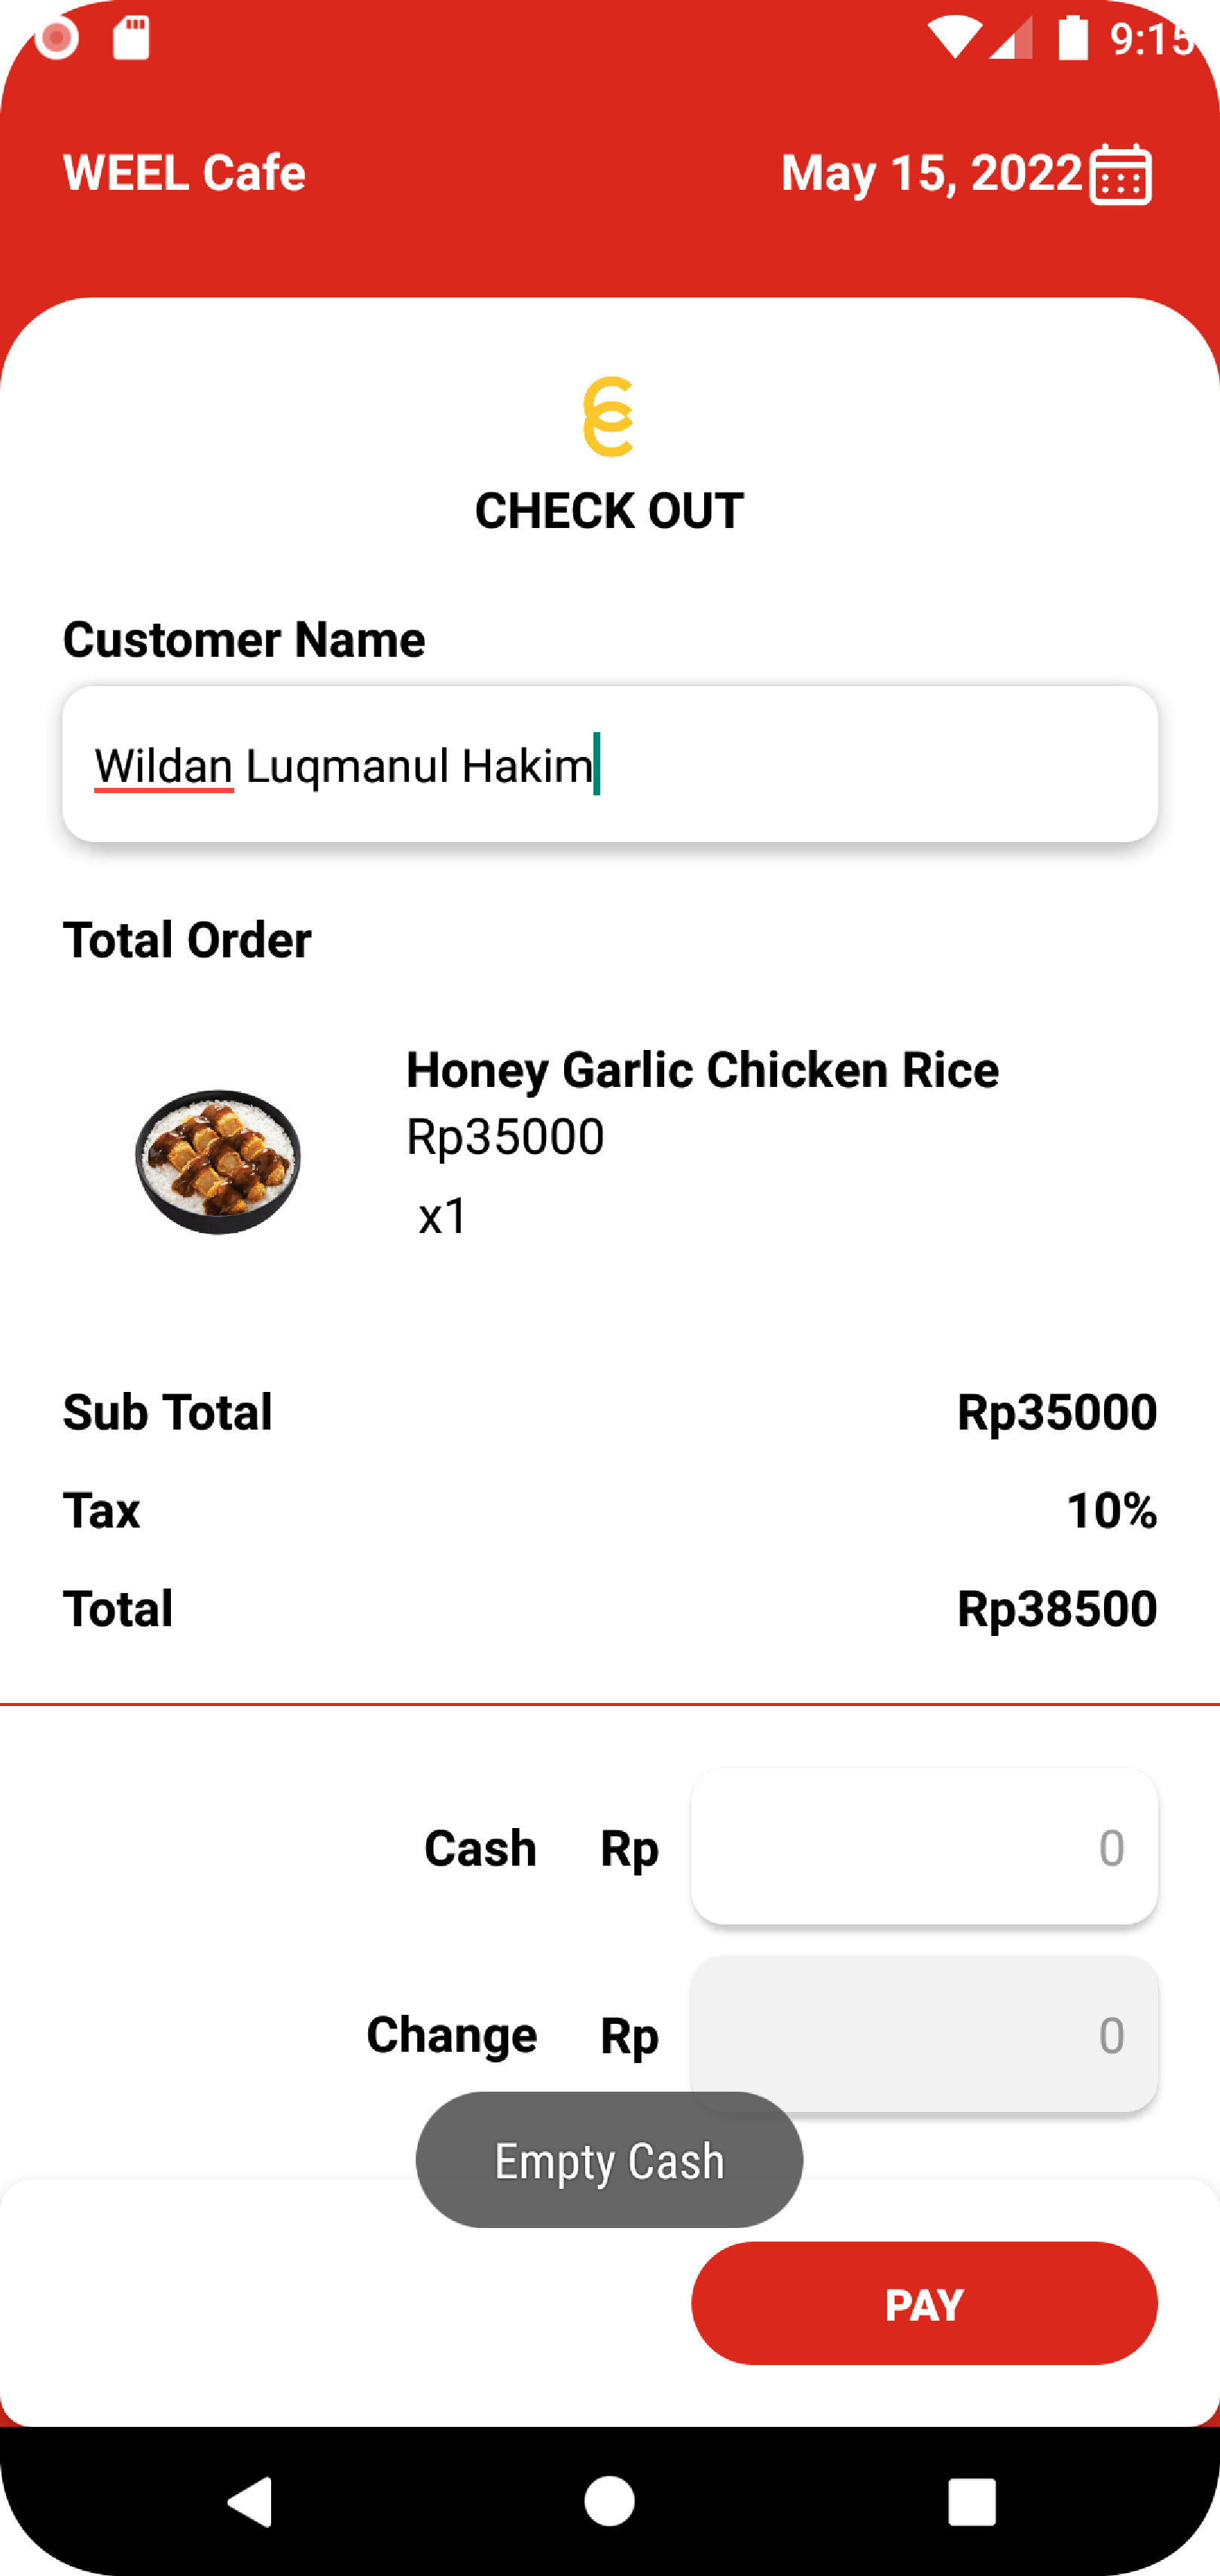 9:15
WEEL Cafe
May 15, 2022
CHECK OUT
Customer Name
Wildan Luqmanul Hakim
Total Order
Honey Garlic Chicken Rice
Rp35000
x1
Sub Total Rp35000
Tax 10%
Total Rp38500
Cash Rp 0
Change Rp 0
Empty Cash
PAY